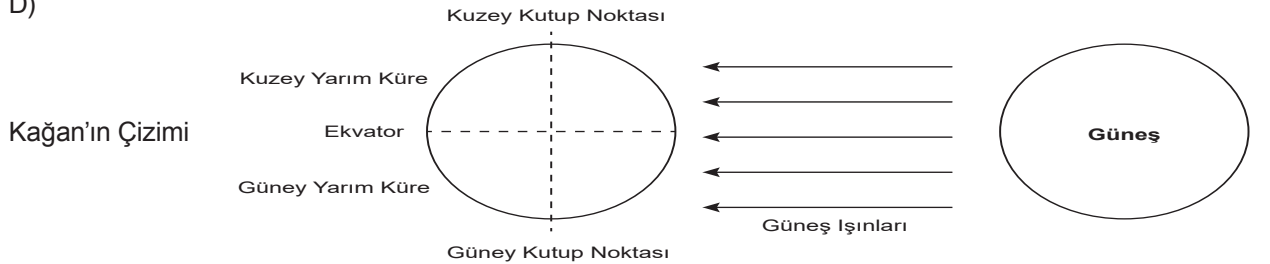 D)
Kuzey Kutup Noktası
Kuzey Yarım Küre
Kağan'ın Çizimi
Ekvator
Güneş
Güney Yarım Küre
Güneş Işınları
Güney Kutup Noktası